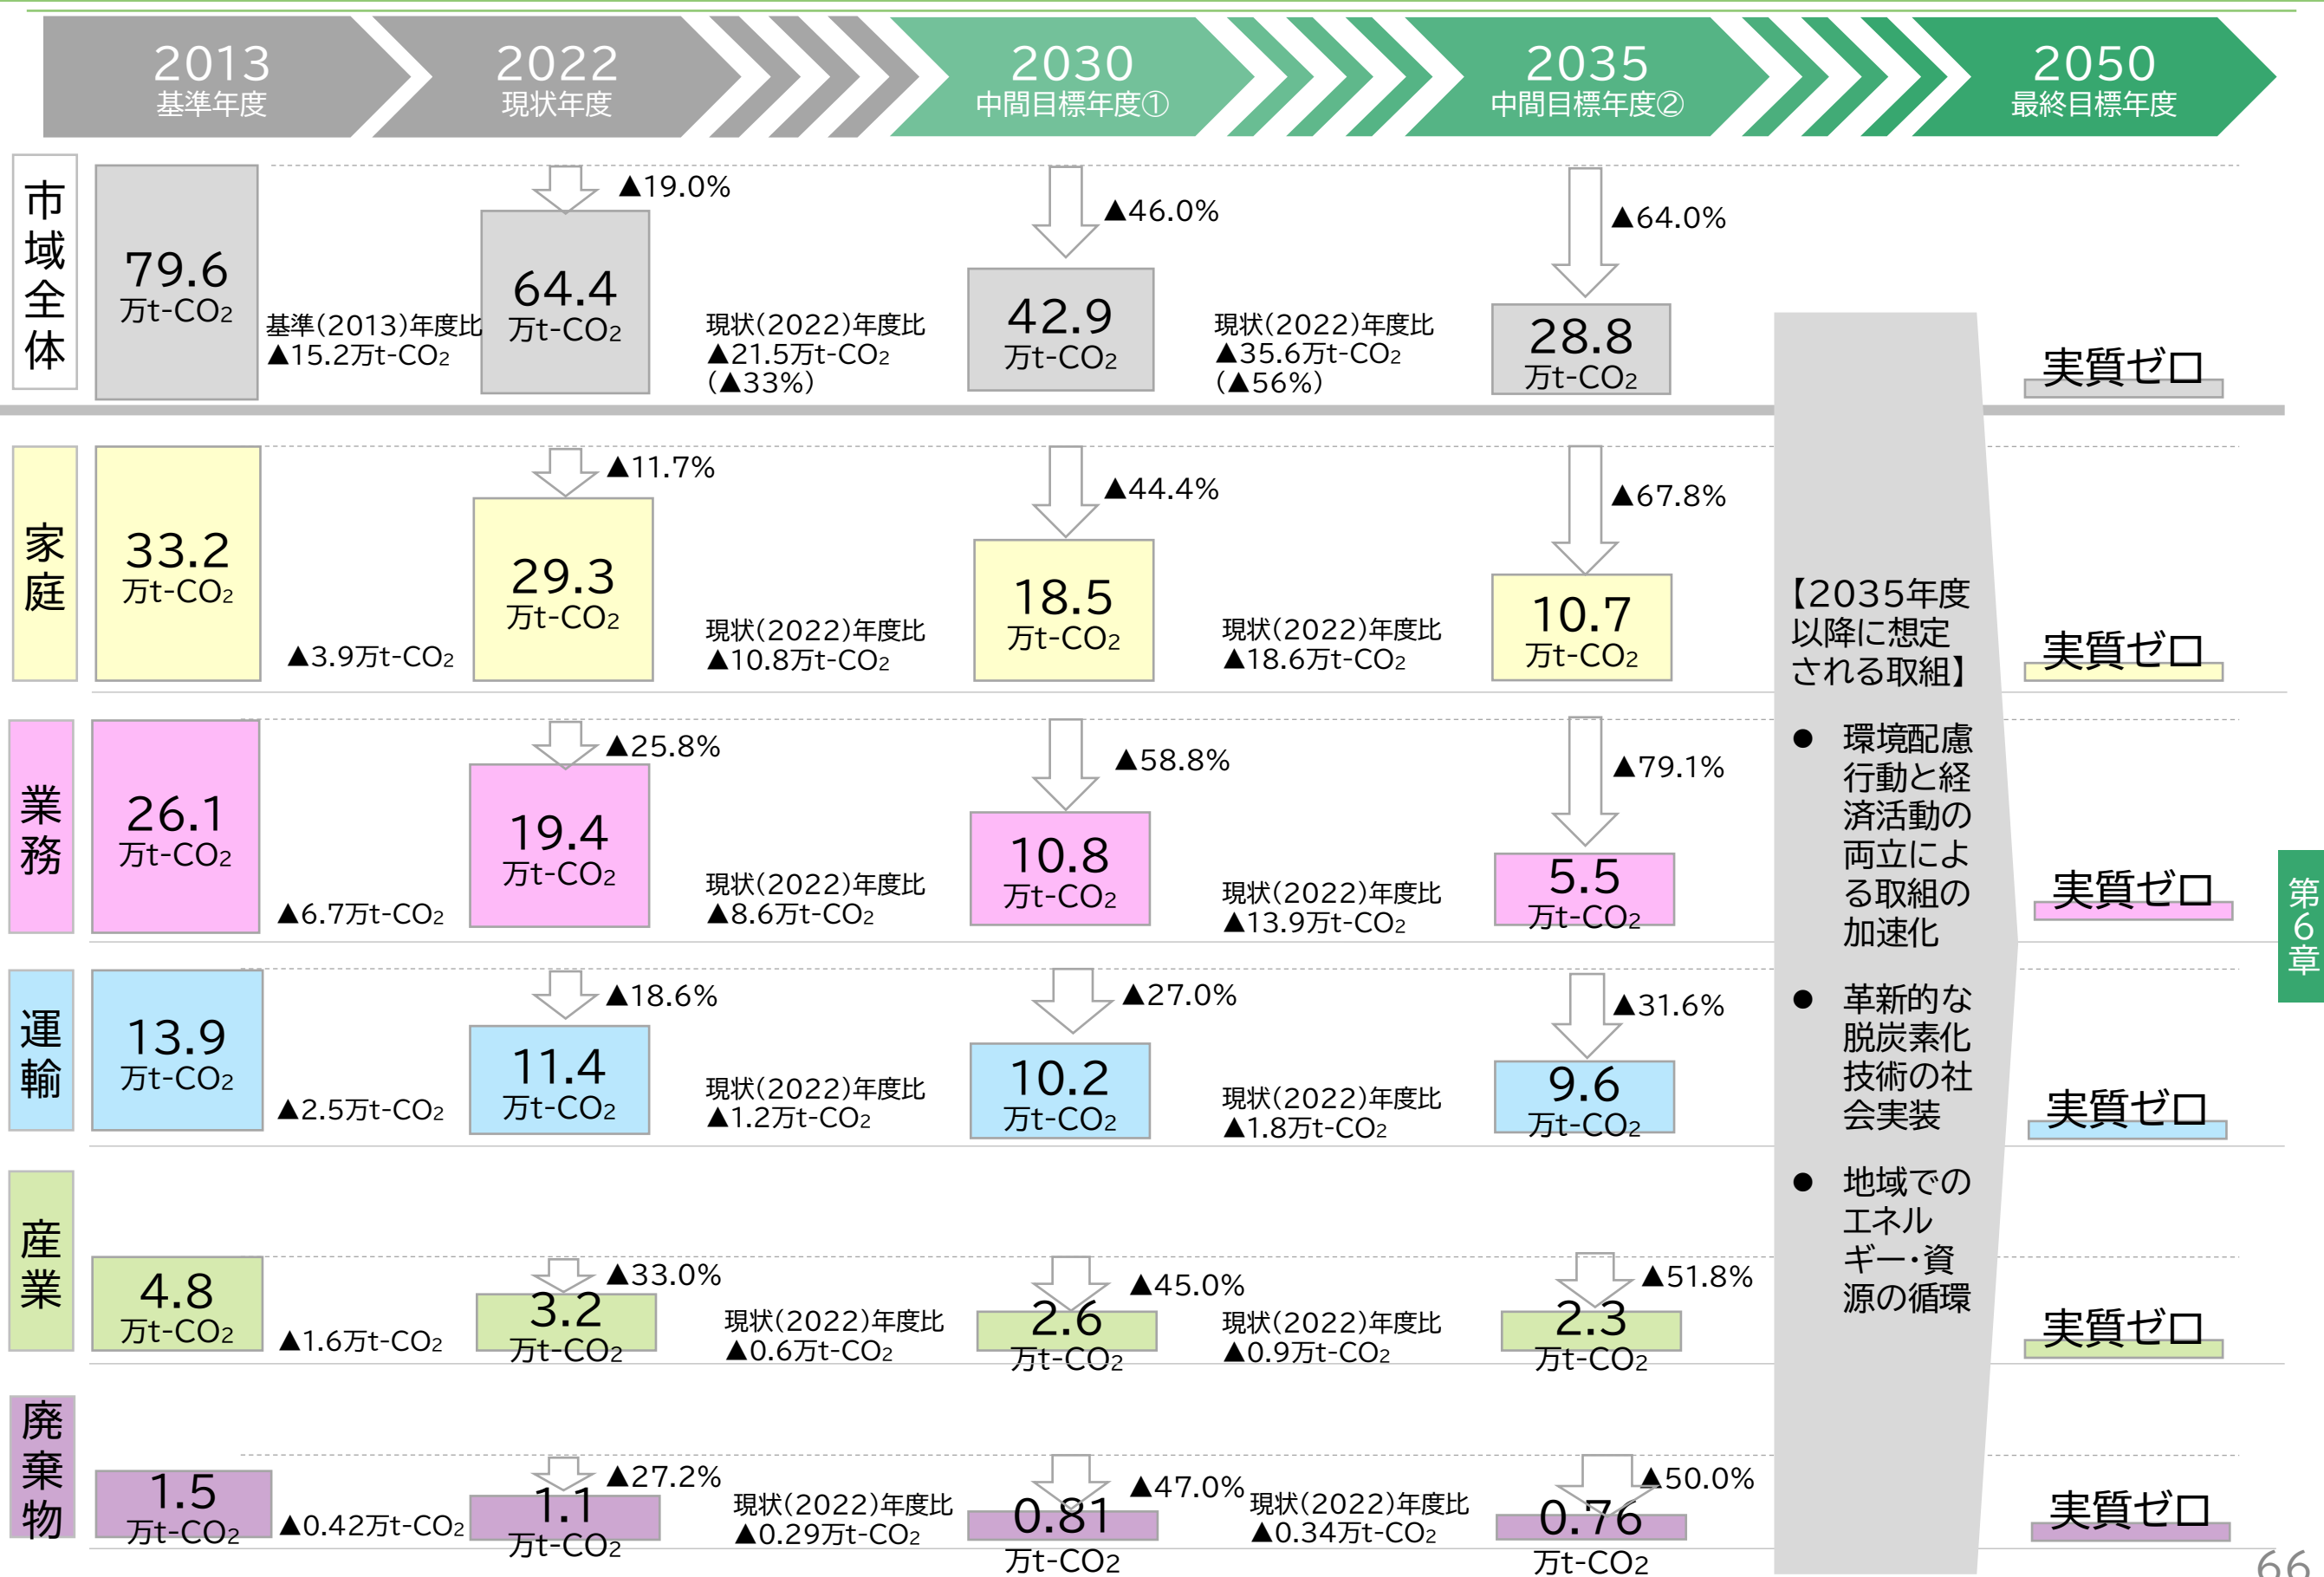 2013
基準年度
2022
現状年度
2030
中間目標年度①
2035
中間目標年度②
2050
最終目標年度
市域全体
79.6
万t-CO2
基準(2013)年度比
▲15.2万t-CO2
▲19.0%
64.4
万t-CO2
現状(2022)年度比
▲21.5万t-CO2
(▲33%)
▲46.0%
42.9
万t-CO2
現状(2022)年度比
▲35.6万t-CO2
(▲56%)
▲64.0%
28.8
万t-CO2
実質ゼロ
家庭
33.2
万t-CO2
▲3.9万t-CO2
▲11.7%
29.3
万t-CO2
現状(2022)年度比
▲10.8万t-CO2
▲44.4%
18.5
万t-CO2
現状(2022)年度比
▲18.6万t-CO2
▲67.8%
10.7
万t-CO2
実質ゼロ
業務
26.1
万t-CO2
▲6.7万t-CO2
▲25.8%
19.4
万t-CO2
現状(2022)年度比
▲8.6万t-CO2
▲58.8%
10.8
万t-CO2
現状(2022)年度比
▲13.9万t-CO2
▲79.1%
5.5
万t-CO2
実質ゼロ
運輸
13.9
万t-CO2
▲2.5万t-CO2
▲18.6%
11.4
万t-CO2
現状(2022)年度比
▲1.2万t-CO2
▲27.0%
10.2
万t-CO2
現状(2022)年度比
▲1.8万t-CO2
▲31.6%
9.6
万t-CO2
実質ゼロ
産業
4.8
万t-CO2
▲1.6万t-CO2
▲33.0%
3.2
万t-CO2
現状(2022)年度比
▲0.6万t-CO2
▲45.0%
2.6
万t-CO2
現状(2022)年度比
▲0.9万t-CO2
▲51.8%
2.3
万t-CO2
実質ゼロ
廃棄物
1.5
万t-CO2
▲0.42万t-CO2
▲27.2%
1.1
万t-CO2
現状(2022)年度比
▲0.29万t-CO2
▲47.0%
0.81
万t-CO2
現状(2022)年度比
▲0.34万t-CO2
▲50.0%
0.76
万t-CO2
実質ゼロ
【2035年度
以降に想定
される取組】
● 環境配慮
行動と経
済活動の
両立によ
る取組の
加速化
● 革新的な
脱炭素化
技術の社
会実装
● 地域での
エネル
ギー・資
源の循環
第6章
66